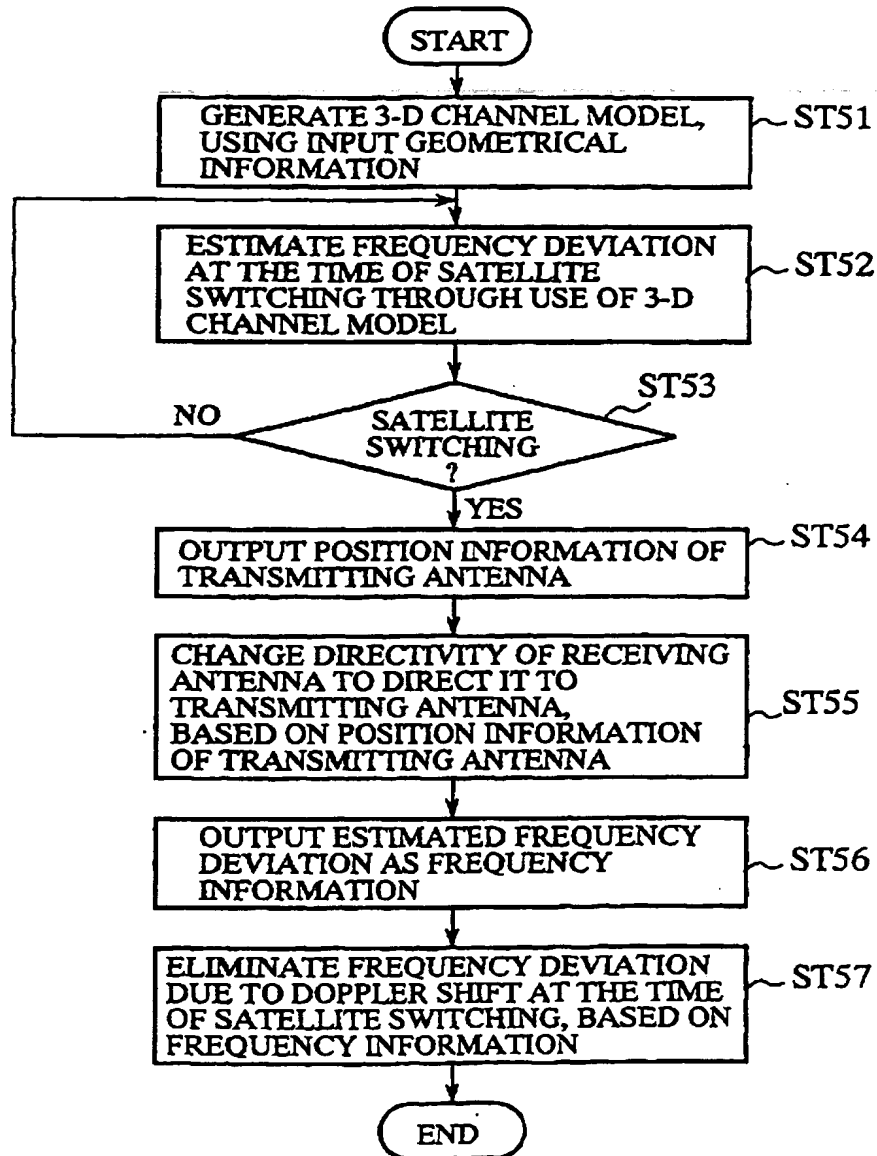 START
GENERATE 3-D CHANNEL MODEL,
USING INPUT GEOMETRICAL
INFORMATION
ST51
ESTIMATE FREQUENCY DEVIATION
AT THE TIME OF SATELLITE
SWITCHING THROUGH USE OF 3-D
CHANNEL MODEL
ST52
ST53
NO
SATELLITE
SWITCHING
?
YES
OUTPUT POSITION INFORMATION OF
TRANSMITTING ANTENNA
ST54
CHANGE DIRECTIVITY OF RECEIVING
ANTENNA TO DIRECT IT TO
TRANSMITTING ANTENNA,
BASED ON POSITION INFORMATION
OF TRANSMITTING ANTENNA
ST55
OUTPUT ESTIMATED FREQUENCY
DEVIATION AS FREQUENCY
INFORMATION
ST56
ELIMINATE FREQUENCY DEVIATION
DUE TO DOPPLER SHIFT AT THE TIME
OF SATELLITE SWITCHING, BASED ON
FREQUENCY INFORMATION
ST57
END